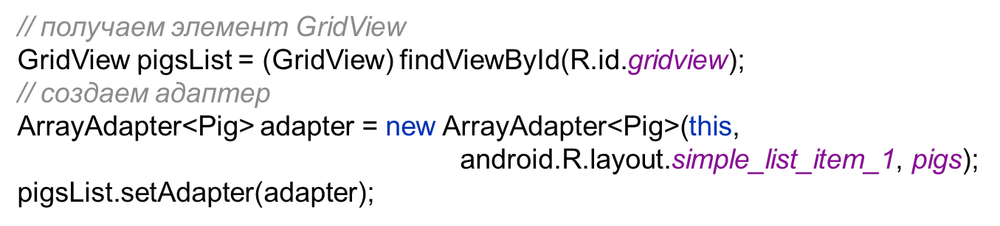 // получаем элемент GridView
GridView pigsList = (GridView) findViewById(R.id.gridview);
// создаем адаптер
ArrayAdapter<Pig> adapter = new ArrayAdapter<Pig>(this,
android.R.layout.simple_list_item_1, pigs);
pigsList.setAdapter(adapter);